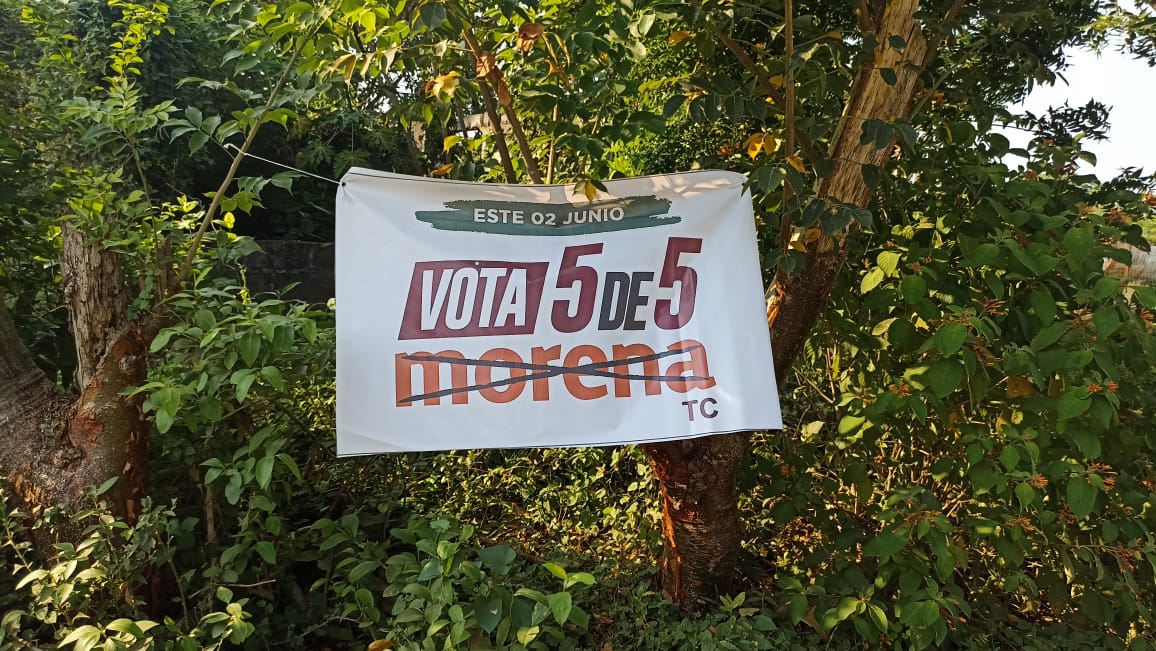 ESTE 02 JUNIO
VOTA 5 DE 5
morena
TC